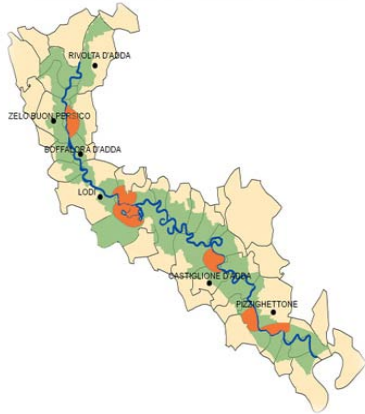 RIVOLTA D'ADDA
ZELO BUON PERSICO
BOFFALORA D'ADDA
LODI
CASTIGLIONE D'ADDA
PIZZIGHETTONE